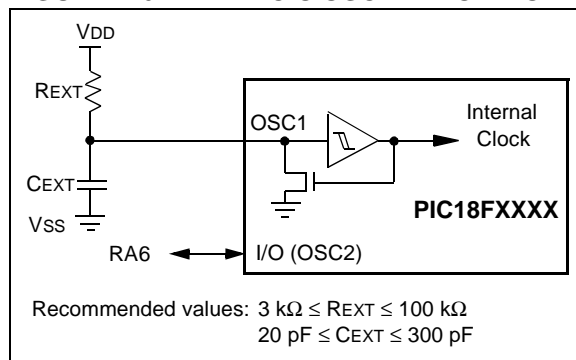 VDD
REXT
OSC1
Internal
Clock
CEXT
PIC18FXXXX
VSS
RA6
I/O (OSC2)
Recommended values: 3 kΩ ≤ REXT ≤ 100 kΩ
20 pF ≤ CEXT ≤ 300 pF